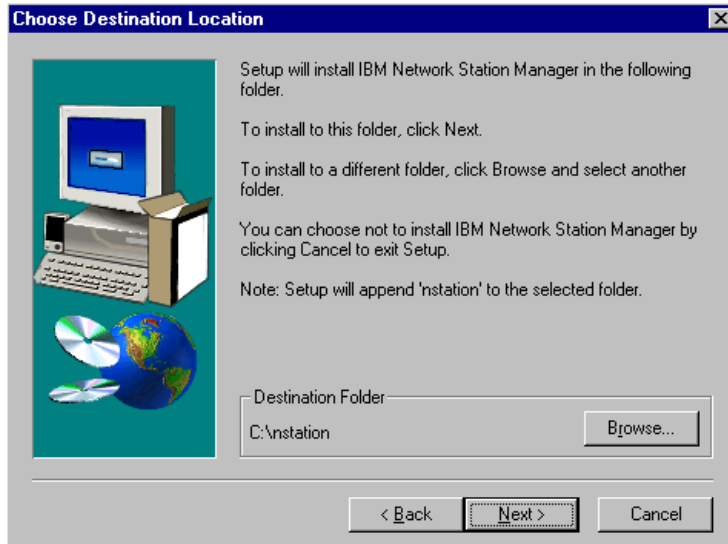 Choose Destination Location
Setup will install IBM Network Station Manager in the following
folder.
To install to this folder, click Next.
To install to a different folder, click Browse and select another
folder.
You can choose not to install IBM Network Station Manager by
clicking Cancel to exit Setup.
Note: Setup will append 'nstation' to the selected folder.
Destination Folder
C:\nstation
Browse...
< Back
Next >
Cancel